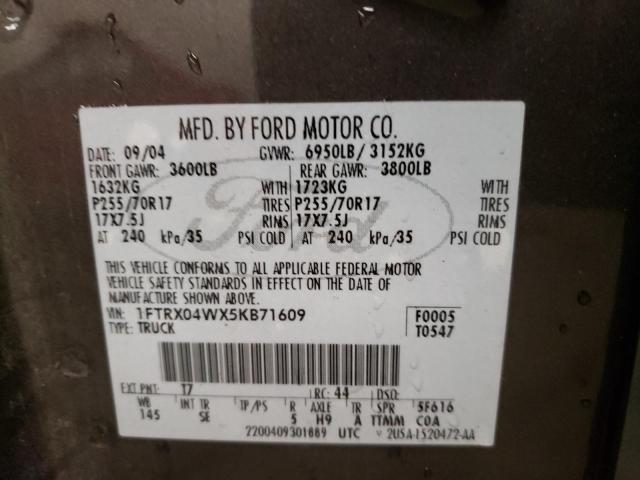 MFD. BY FORD MOTOR CO.
DATE: 09/04 GVWR: 6950LB/ 3152KG
FRONT GAWR: 3600LB REAR GAWR: 3800LB
1632KG WITH 1723KG WITH
P255/70R17 TIRES P255/70R17 TIRES
17X7.5J RIMS 17X7.5J RIMS
AT 240 kPa/35 PSI COLD AT 240 kPa/35 PSI COLD
Ford
THIS VEHICLE CONFORMS TO ALL APPLICABLE FEDERAL MOTOR
VEHICLE SAFETY STANDARDS IN EFFECT ON THE DATE OF
MANUFACTURE SHOWN ABOVE.
VIN: 1FTRX04WX5KB71609 F0005
TYPE: TRUCK T0547
EXT PNT: T7 RC: 44 DSO:
WB INT TR TP/PS R AXLE TR SPR 5F616
145 SE 5 H9 A TTMM COA
2200409301689 UTC V 2U5A-1520472-AA